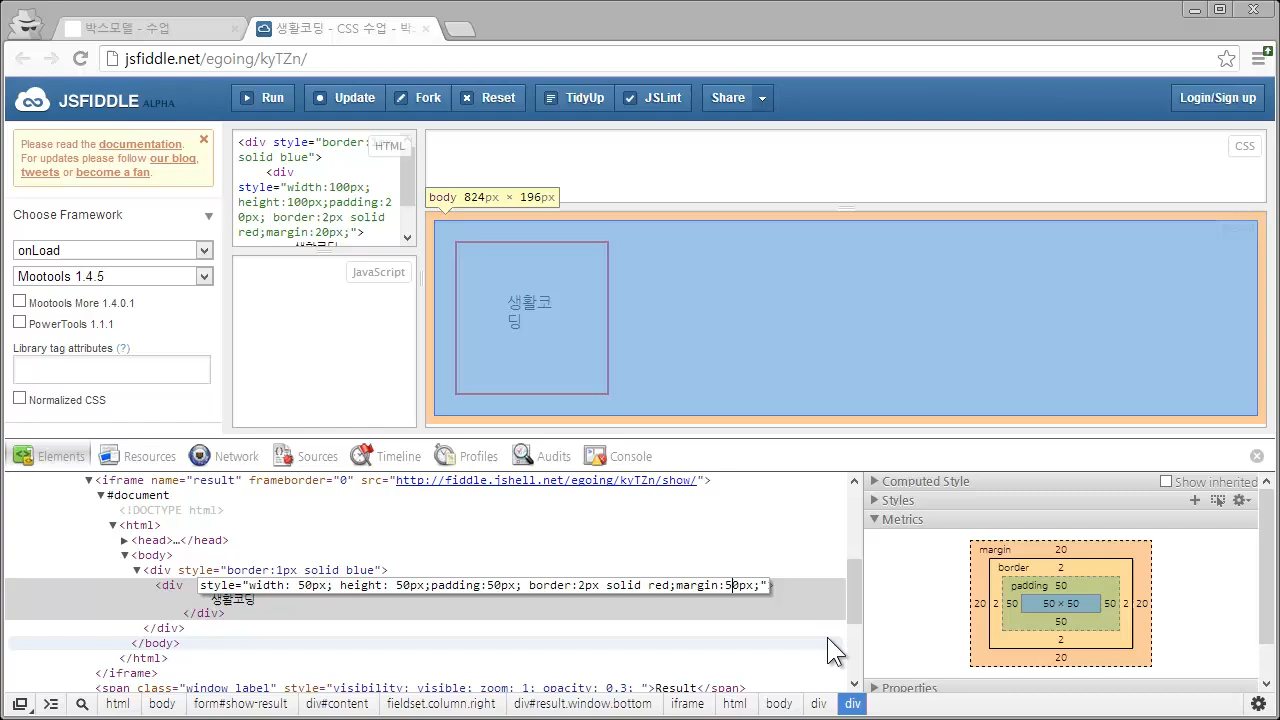 박스모델 - 수업
생활코딩 - CSS 수업 - 박
jsfiddle.net/egoing/kyTZn/
JSFIDDLE ALPHA
Run
Update
Fork
Reset
TidyUp
JSLint
Share
Login/Sign up
Please read the documentation.
For updates please follow our blog,
tweets or become a fan.
Choose Framework
onLoad
Mootools 1.4.5
Mootools More 1.4.0.1
PowerTools 1.1.1
Library tag attributes (?)
Normalized CSS
<div style="border:
solid blue">
<div
style="width:100px;
height:100px;padding:2
0px; border:2px solid
red;margin:20px;">
생활코딩
HTML
CSS
JavaScript
body 824px × 196px
생활코
딩
Elements
Resources
Network
Sources
Timeline
Profiles
Audits
Console
▼<iframe name="result" frameborder="0" src="http://fiddle.jshell.net/egoing/kyTZn/show/">
▼#document
<!DOCTYPE html>
▼<html>
▶<head>…</head>
▼<body>
▼<div style="border:1px solid blue">
<div style="width: 50px; height: 50px;padding:50px; border:2px solid red;margin:50px;">
생활코딩
</div>
</div>
</body>
</html>
</iframe>
<span class="window_label" style="visibility: visible; zoom: 1; opacity: 0.3; ">Result</span>
Computed Style
Show inherited
Styles
Metrics
margin 20
border 2
padding 50
20 2 50 50 × 50 50 2 20
50
2
20
Properties
html
body
form#show-result
div#content
fieldset.column.right
div#result.window.bottom
iframe
html
body
div
div